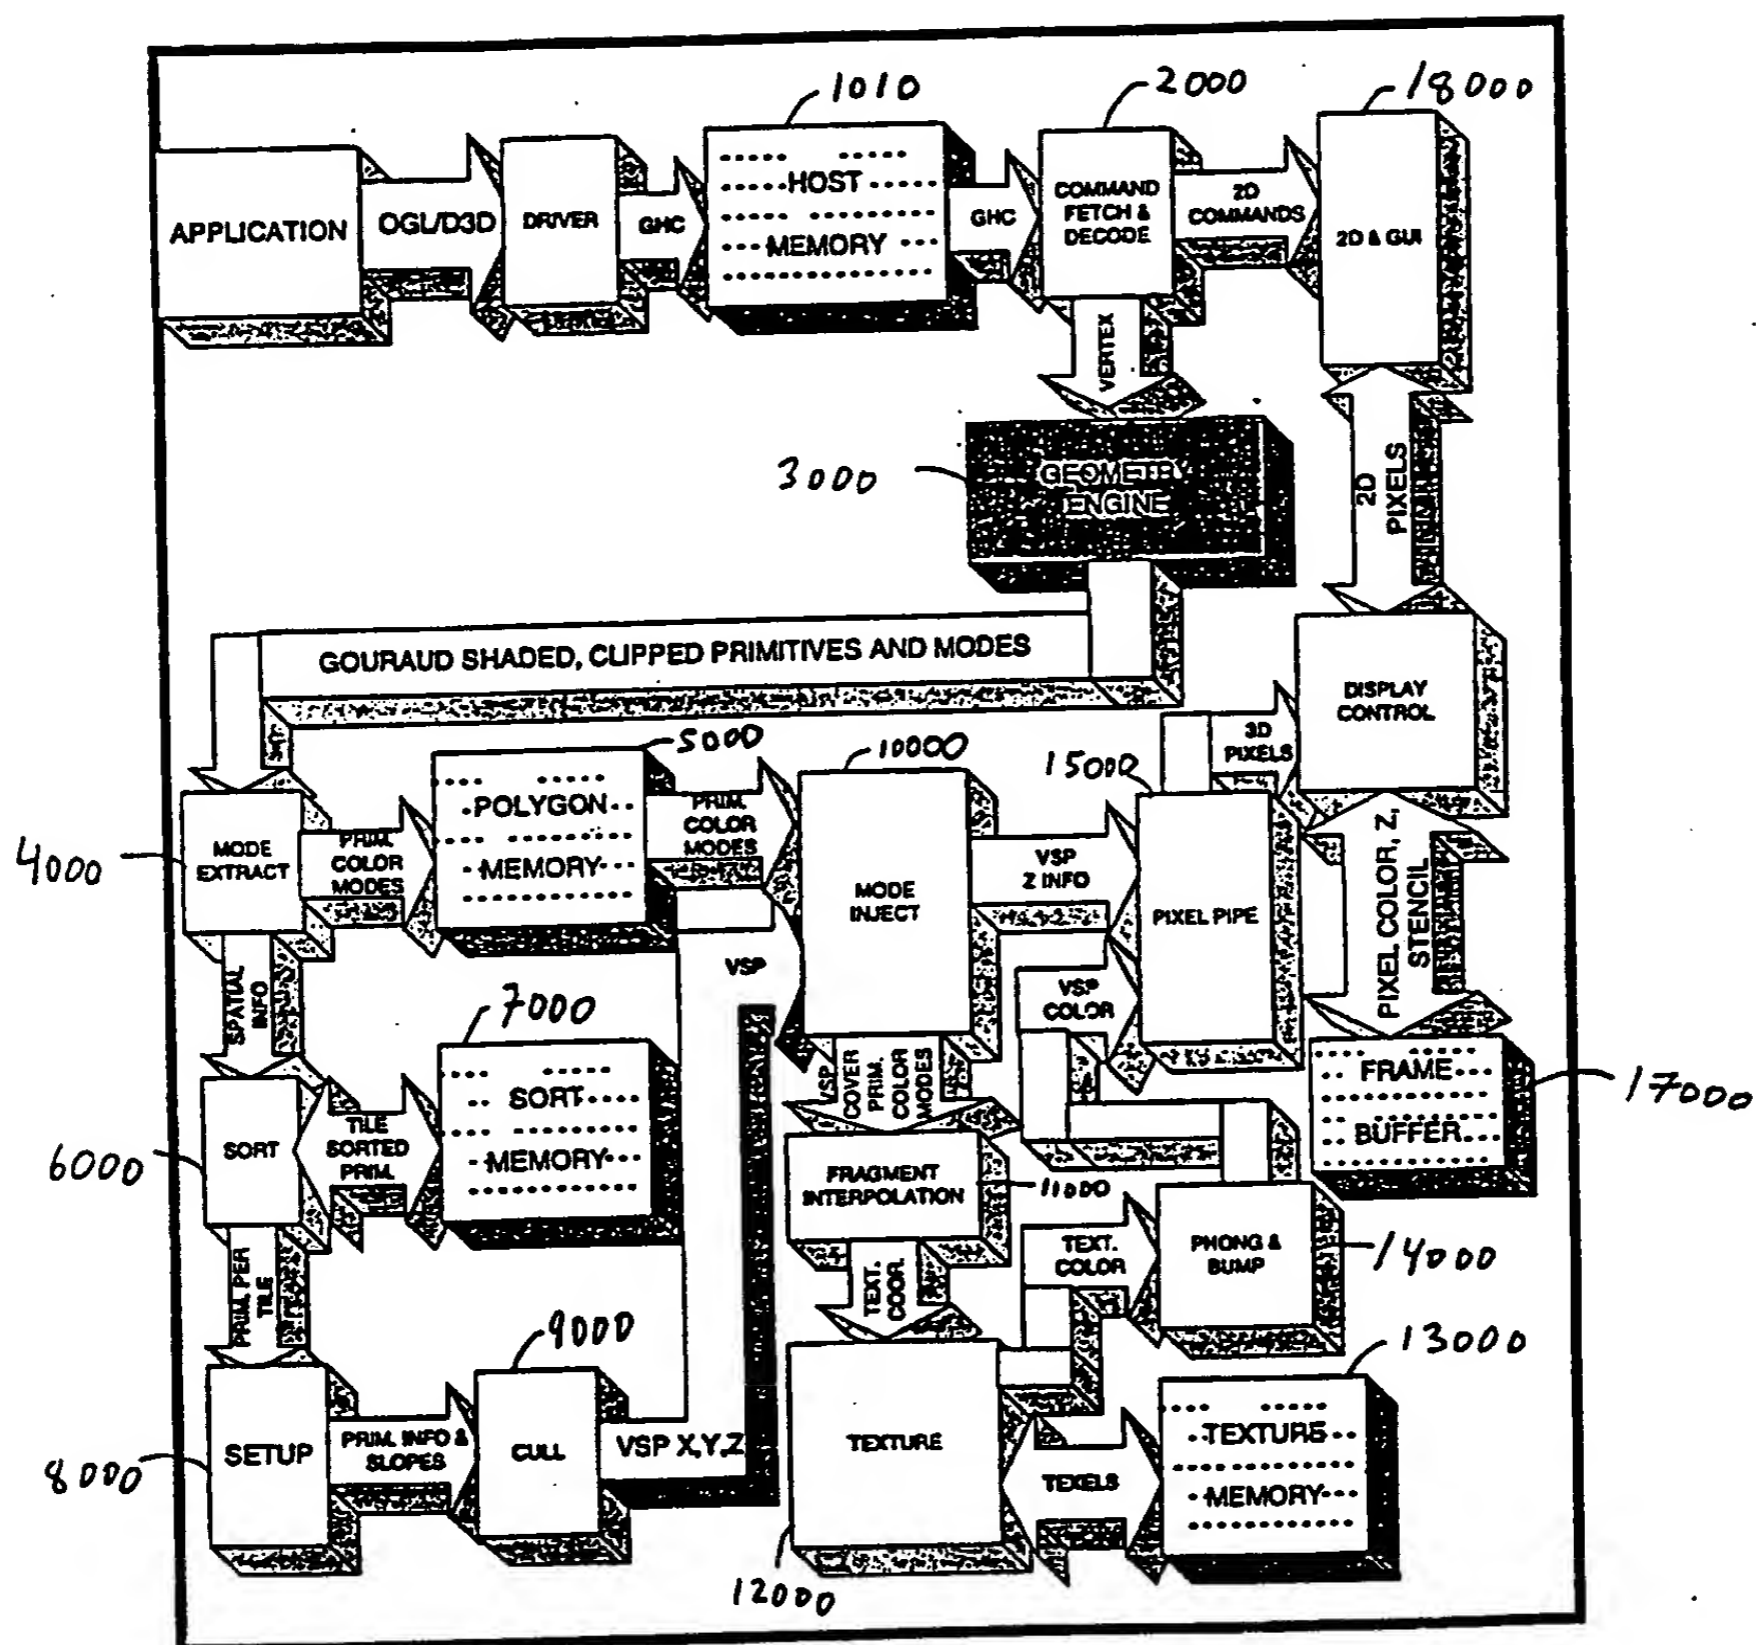 1010
2000
18000
APPLICATION
OGL/D3D
DRIVER
GHC
HOST
MEMORY
GHC
COMMAND
FETCH &
DECODE
2D
COMMANDS
2D & GUI
VERTEX
3000
GEOMETRY
ENGINE
2D
PIXELS
GOURAUD SHADED, CLIPPED PRIMITIVES AND MODES
DISPLAY
CONTROL
3D
PIXELS
5000
10000
15000
4000
MODE
EXTRACT
PRIM.
COLOR
MODES
POLYGON
MEMORY
PRIM.
COLOR
MODES
MODE
INJECT
VSP
Z INFO
PIXEL PIPE
PIXEL COLOR, Z,
STENCIL
SPATIAL
INFO
VSP
VSP
COLOR
7000
6000
SORT
TILE
SORTED
PRIM.
SORT
MEMORY
VSP
COVER
PRIM.
COLOR
MODES
FRAME
BUFFER
17000
FRAGMENT
INTERPOLATION
11000
PRIM. PER
TILE
TEXT.
COOR.
TEXT.
COLOR
PHONG &
BUMP
14000
9000
13000
8000
SETUP
PRIM. INFO &
SLOPES
CULL
VSP X,Y,Z
TEXTURE
TEXELS
TEXTURE
MEMORY
12000